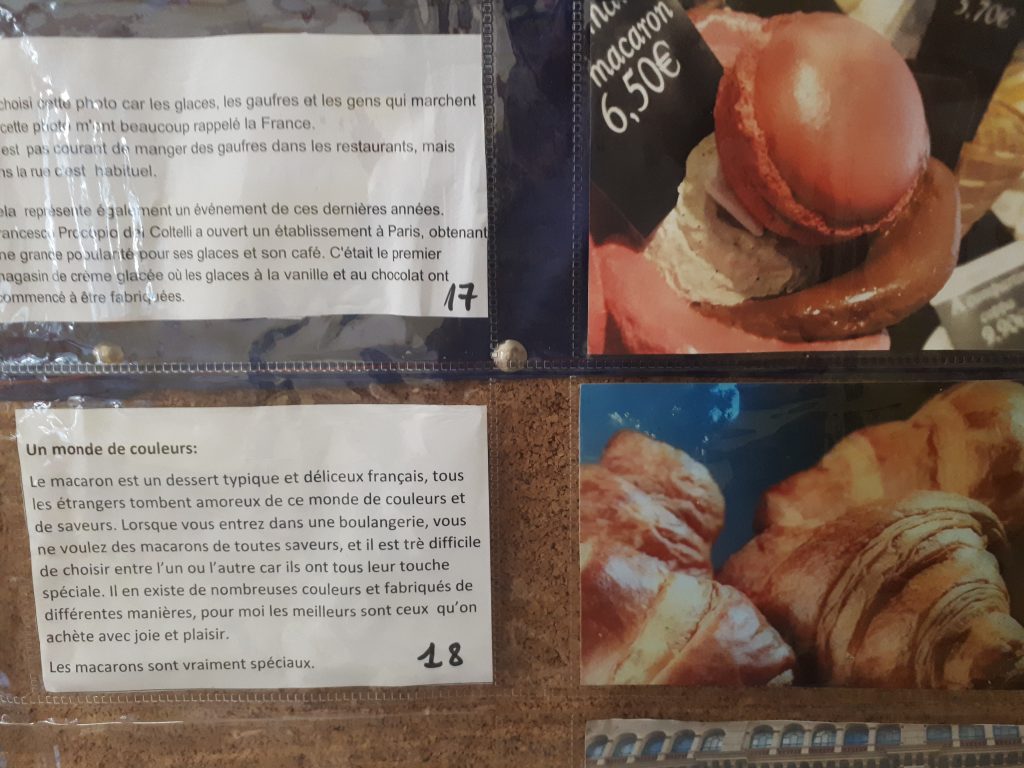 choisi cette photo car les glaces, les gaufres et les gens qui marchent
cette photo m'ont beaucoup rappelé la France.
est pas courant de manger des gaufres dans les restaurants, mais
ns la rue c'est habituel.
ela représente également un événement de ces dernières années.
rancesco Procopio dei Coltelli a ouvert un établissement à Paris, obtenant
ne grance popularité pour ses glaces et son café. C'était le premier
nagasin de crème glacée où les glaces à la vanille et au chocolat ont
commencé à être fabriquées.
17
macaron
6,50€
5.70€
Un monde de couleurs:
Le macaron est un dessert typique et déliceux français, tous
les étrangers tombent amoreux de ce monde de couleurs et
de saveurs. Lorsque vous entrez dans une boulangerie, vous
ne voulez des macarons de toutes saveurs, et il est trè difficile
de choisir entre l'un ou l'autre car ils ont tous leur touche
spéciale. Il en existe de nombreuses couleurs et fabriqués de
différentes manières, pour moi les meilleurs sont ceux qu'on
achète avec joie et plaisir.
Les macarons sont vraiment spéciaux.
18